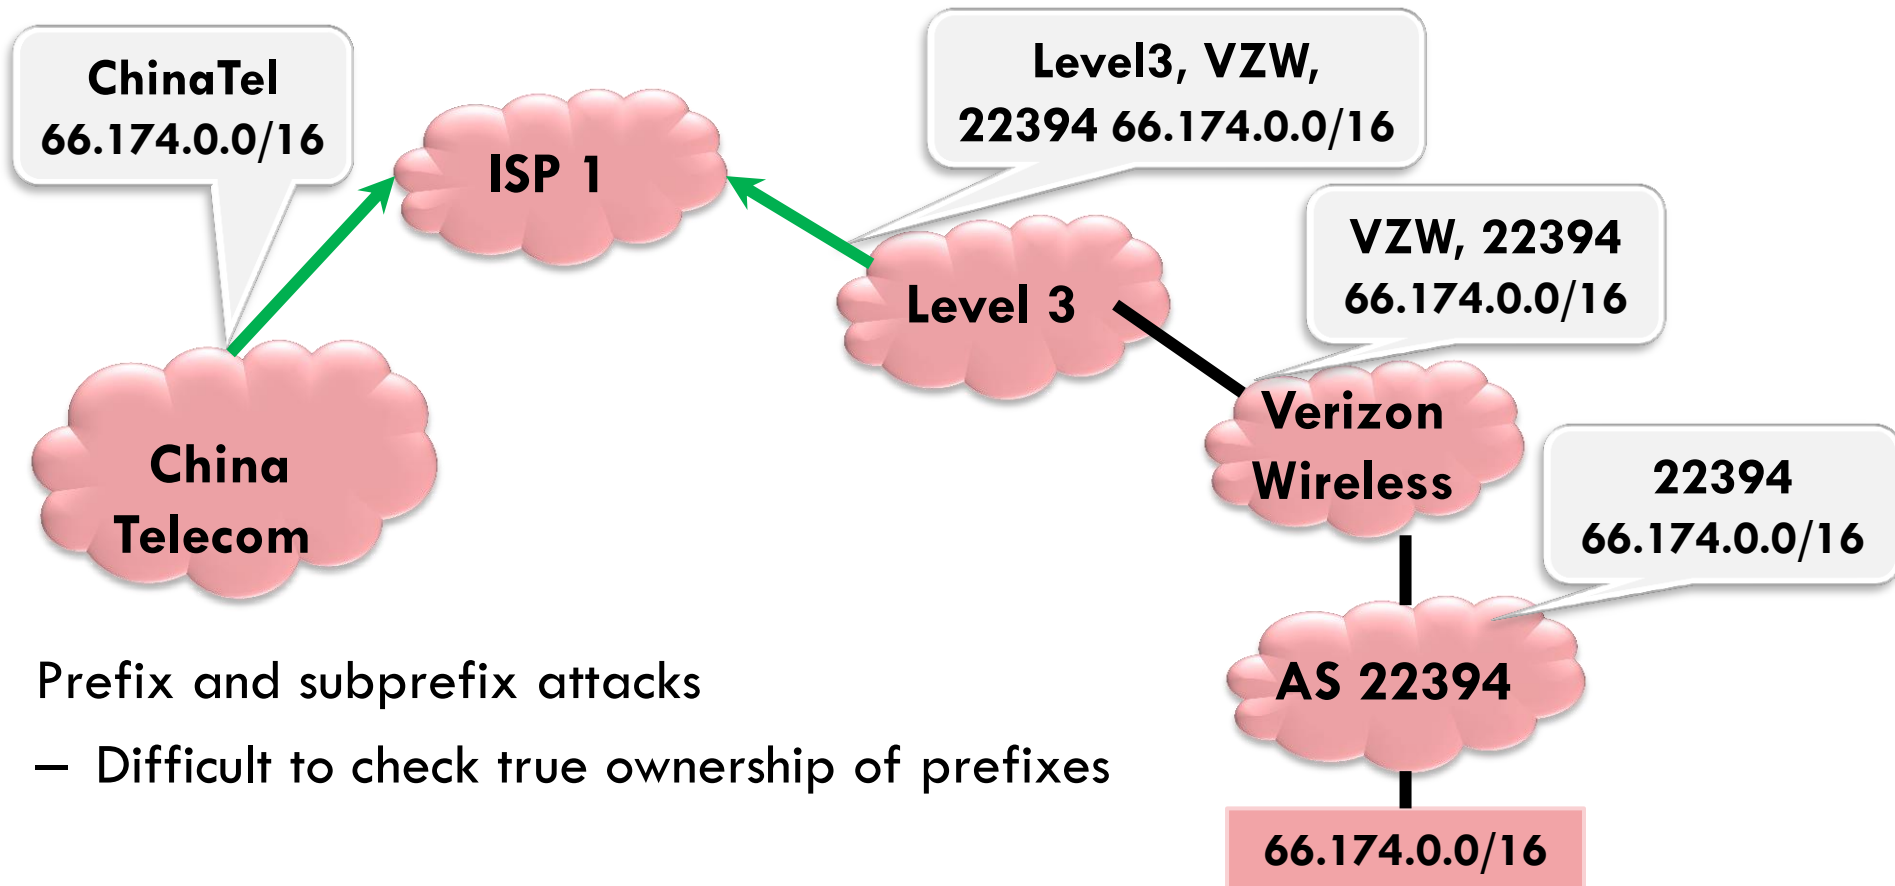 ChinaTel
66.174.0.0/16
ISP 1
Level3, VZW,
22394 66.174.0.0/16
VZW, 22394
66.174.0.0/16
Level 3
China
Telecom
Verizon
Wireless
22394
66.174.0.0/16
AS 22394
66.174.0.0/16
Prefix and subprefix attacks
– Difficult to check true ownership of prefixes